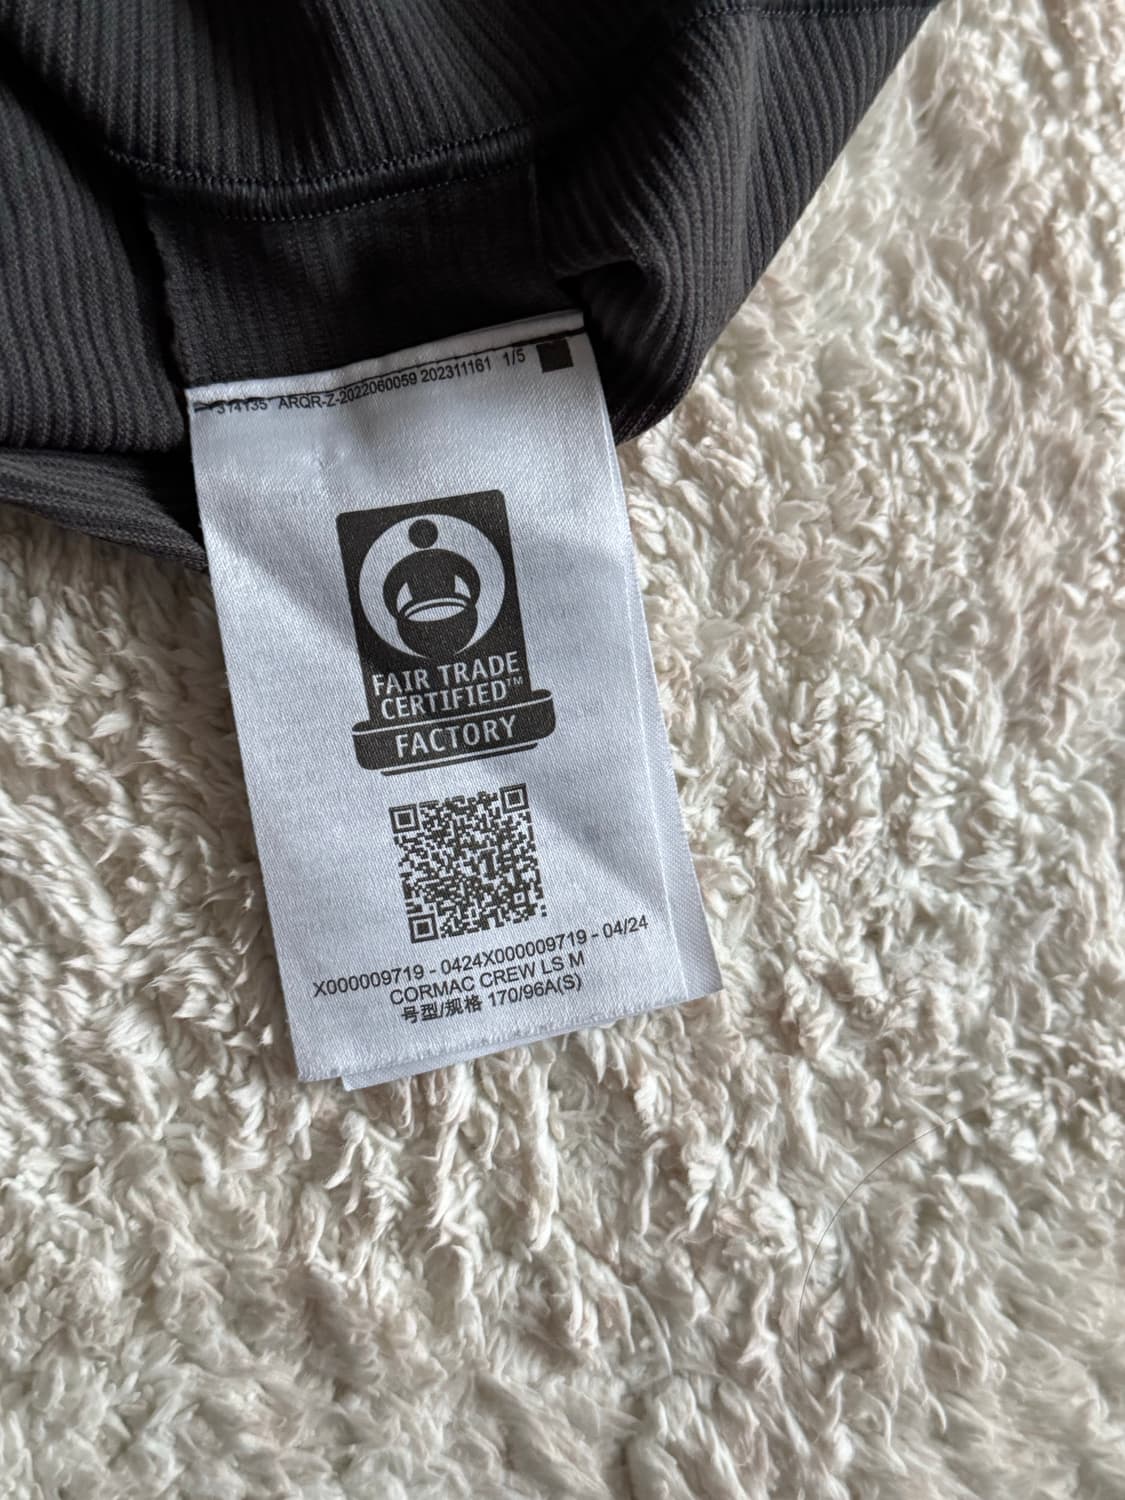 314135 ARQR-Z-2022060059 202311161 1/5
FAIR TRADE
CERTIFIED™
FACTORY
X000009719 - 0424X000009719 - 04/24
CORMAC CREW LS M
号型/规格 170/96A(S)